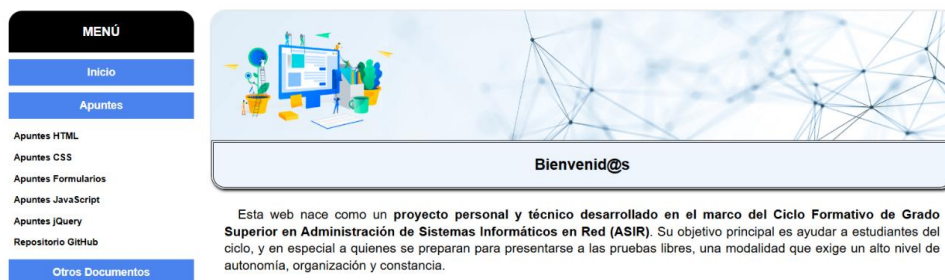 MENÚ
Inicio
Apuntes
Apuntes HTML
Apuntes CSS
Apuntes Formularios
Apuntes JavaScript
Apuntes jQuery
Repositorio GitHub
Otros Documentos
Bienvenid@s
Esta web nace como un proyecto personal y técnico desarrollado en el marco del Ciclo Formativo de Grado
Superior en Administración de Sistemas Informáticos en Red (ASIR). Su objetivo principal es ayudar a estudiantes del
ciclo, y en especial a quienes se preparan para presentarse a las pruebas libres, una modalidad que exige un alto nivel de
autonomía, organización y constancia.